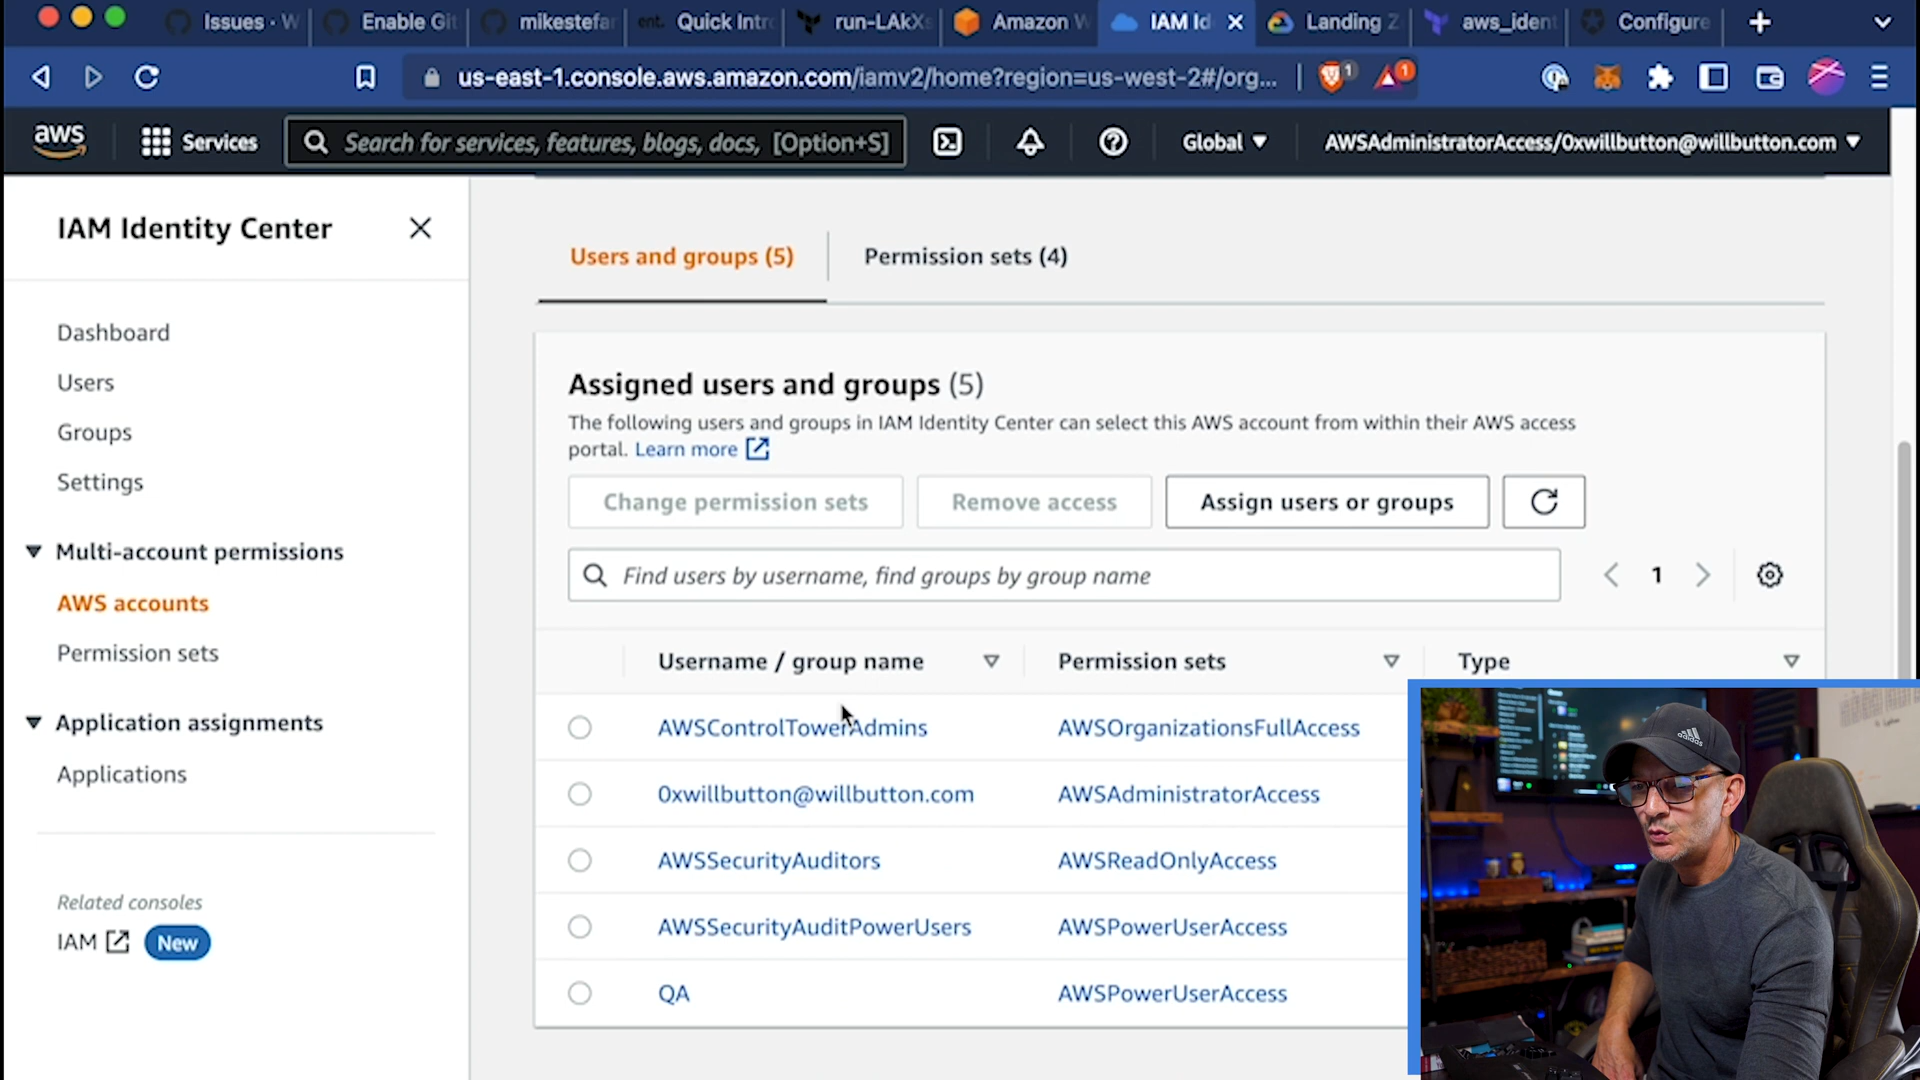 Issues · W
Enable Git
mikestefan
ent. Quick Intro
run-LAkXs
Amazon W
IAM Id
Landing Z
aws_ident
Configure
us-east-1.console.aws.amazon.com/iamv2/home?region=us-west-2#/org...
1
1
aws
Services
Search for services, features, blogs, docs, [Option+S]
Global
AWSAdministratorAccess/0xwillbutton@willbutton.com
IAM Identity Center
Dashboard
Users
Groups
Settings
Multi-account permissions
AWS accounts
Permission sets
Application assignments
Applications
Related consoles
IAM
New
Users and groups (5)
Permission sets (4)
Assigned users and groups (5)
The following users and groups in IAM Identity Center can select this AWS account from within their AWS access
portal. Learn more
Change permission sets
Remove access
Assign users or groups
Find users by username, find groups by group name
1
Username / group name
Permission sets
Type
AWSControlTowerAdmins
AWSOrganizationsFullAccess
0xwillbutton@willbutton.com
AWSAdministratorAccess
AWSSecurityAuditors
AWSReadOnlyAccess
AWSSecurityAuditPowerUsers
AWSPowerUserAccess
QA
AWSPowerUserAccess